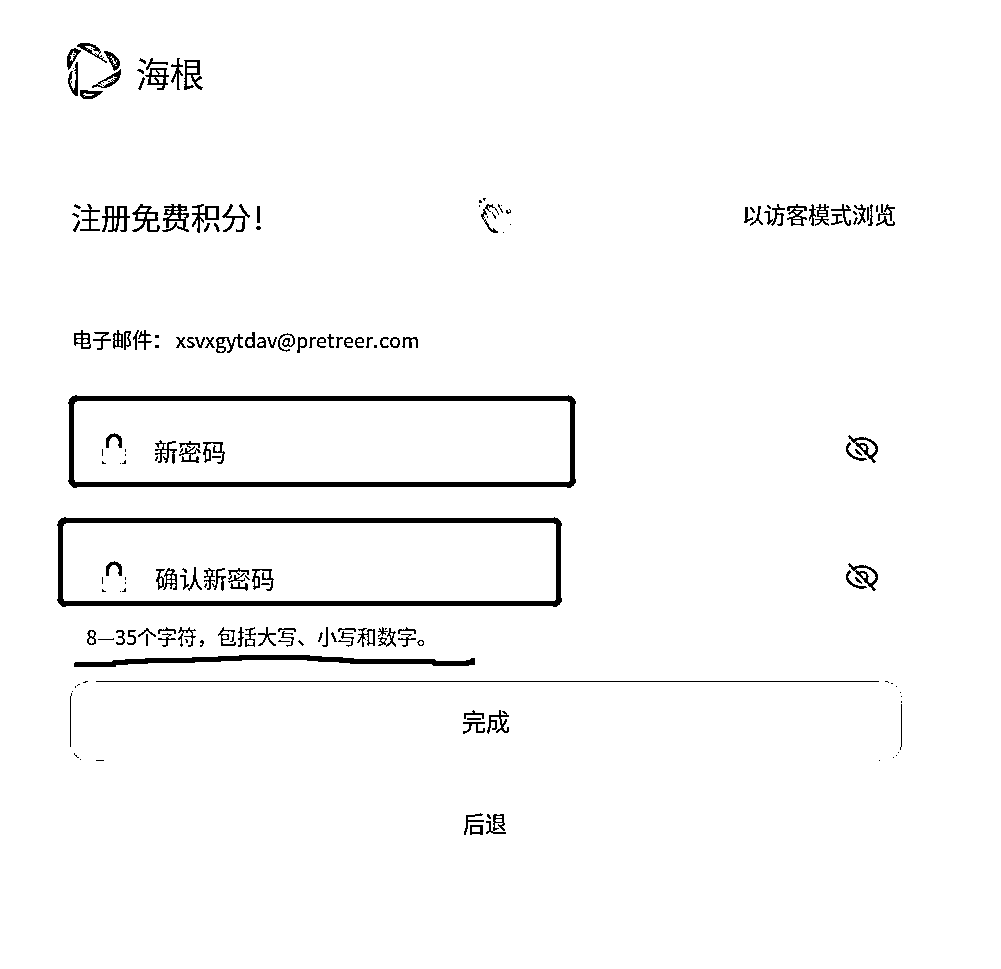 海根
注册免费积分！
以访客模式浏览
电子邮件：xsvxgytdav@pretreer.com
新密码
确认新密码
8—35个字符，包括大写、小写和数字。
完成
后退